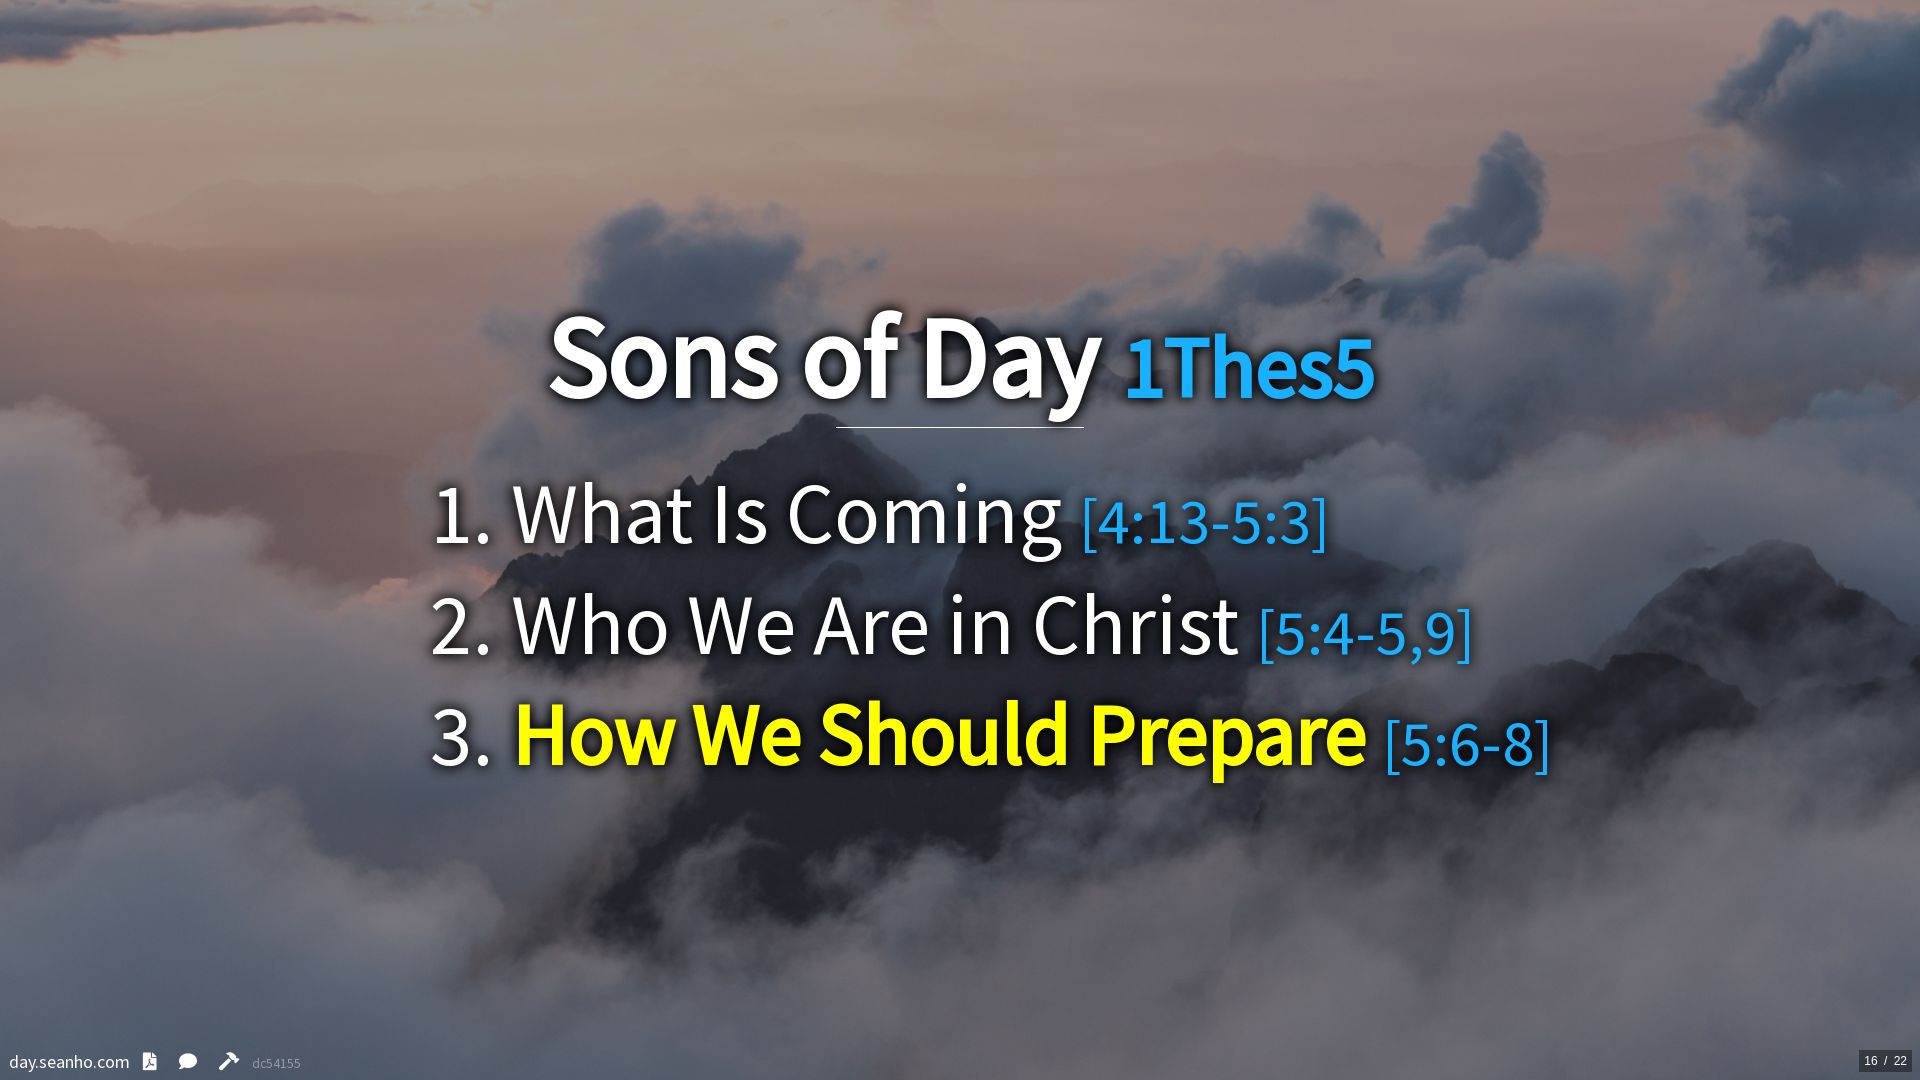 Sons of Day 1Thes5
1. What Is Coming [4:13-5:3]
2. Who We Are in Christ [5:4-5,9]
3. How We Should Prepare [5:6-8]
day.seanho.com dc54155
16 / 22